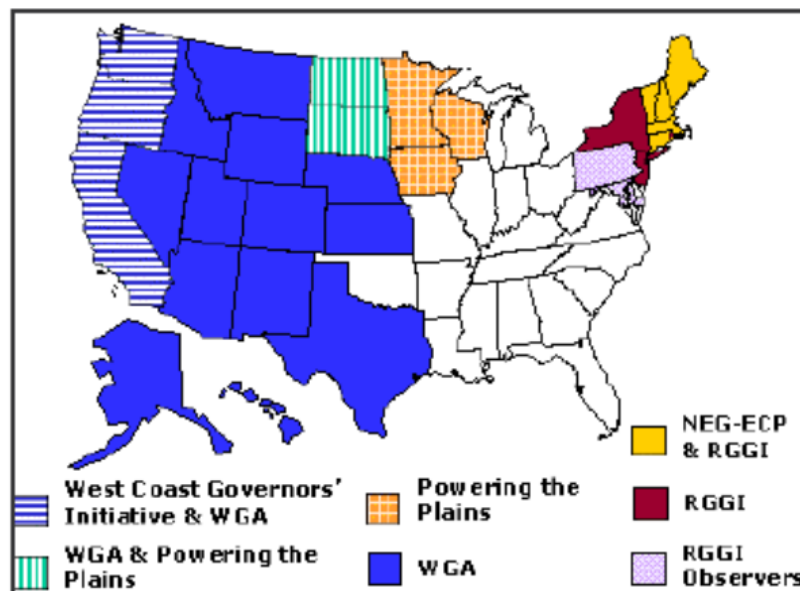 NEG-ECP
& RGGI
West Coast Governors'
Initiative & WGA
Powering the
Plains
RGGI
WGA & Powering the
Plains
WGA
RGGI
Observers